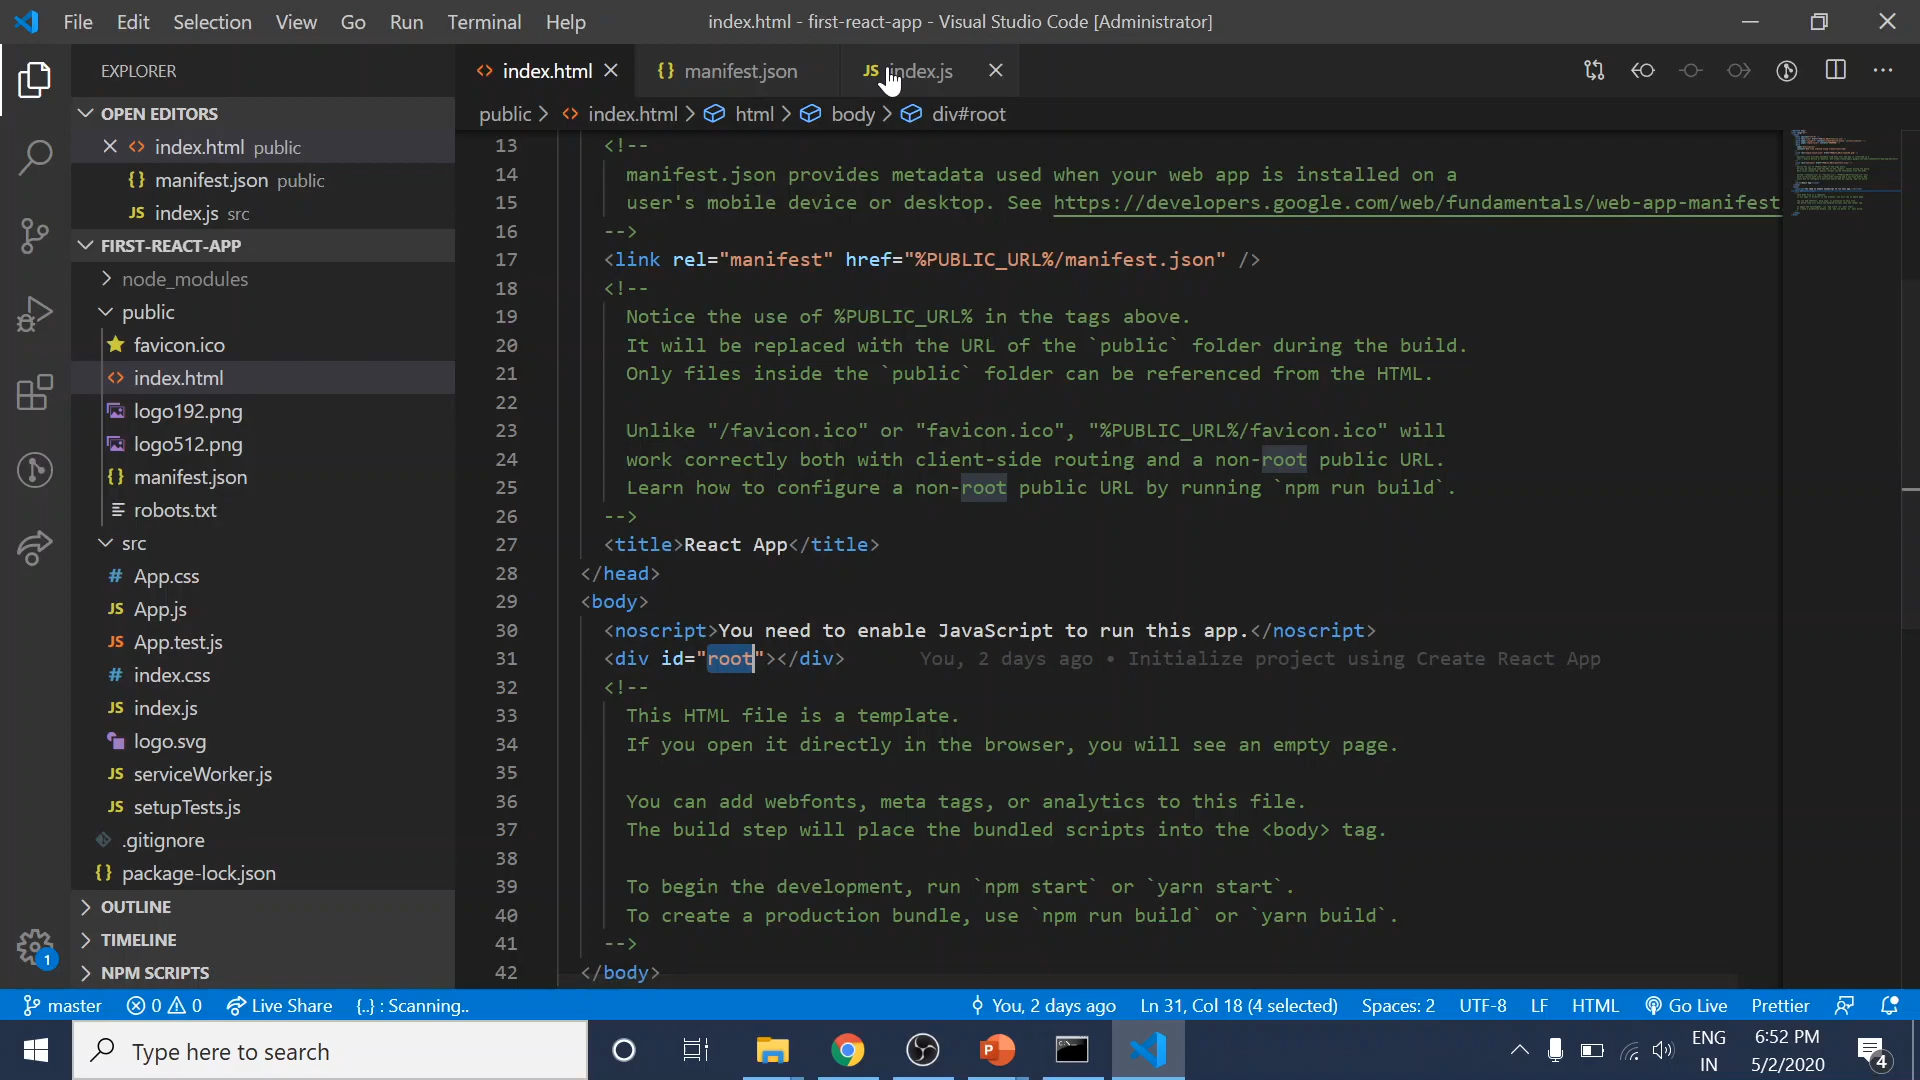 File Edit Selection View Go Run Terminal Help
index.html - first-react-app - Visual Studio Code [Administrator]
EXPLORER
OPEN EDITORS
index.html public
manifest.json public
index.js src
FIRST-REACT-APP
node_modules
public
favicon.ico
index.html
logo192.png
logo512.png
manifest.json
robots.txt
src
App.css
App.js
App.test.js
index.css
index.js
logo.svg
serviceWorker.js
setupTests.js
.gitignore
package-lock.json
OUTLINE
TIMELINE
NPM SCRIPTS
1
index.html manifest.json JS index.js
public > index.html > html > body > div#root
13 <!--
14 manifest.json provides metadata used when your web app is installed on a
15 user's mobile device or desktop. See https://developers.google.com/web/fundamentals/web-app-manifest
16 -->
17 <link rel="manifest" href="%PUBLIC_URL%/manifest.json" />
18 <!--
19 Notice the use of %PUBLIC_URL% in the tags above.
20 It will be replaced with the URL of the `public` folder during the build.
21 Only files inside the `public` folder can be referenced from the HTML.
22
23 Unlike "/favicon.ico" or "favicon.ico", "%PUBLIC_URL%/favicon.ico" will
24 work correctly both with client-side routing and a non-root public URL.
25 Learn how to configure a non-root public URL by running `npm run build`.
26 -->
27 <title>React App</title>
28 </head>
29 <body>
30 <noscript>You need to enable JavaScript to run this app.</noscript>
31 <div id="root"></div> You, 2 days ago • Initialize project using Create React App
32 <!--
33 This HTML file is a template.
34 If you open it directly in the browser, you will see an empty page.
35
36 You can add webfonts, meta tags, or analytics to this file.
37 The build step will place the bundled scripts into the <body> tag.
38
39 To begin the development, run `npm start` or `yarn start`.
40 To create a production bundle, use `npm run build` or `yarn build`.
41 -->
42 </body>
master 0 0 Live Share {..} : Scanning.. You, 2 days ago Ln 31, Col 18 (4 selected) Spaces: 2 UTF-8 LF HTML Go Live Prettier
Type here to search
ENG
IN
6:52 PM
5/2/2020
4